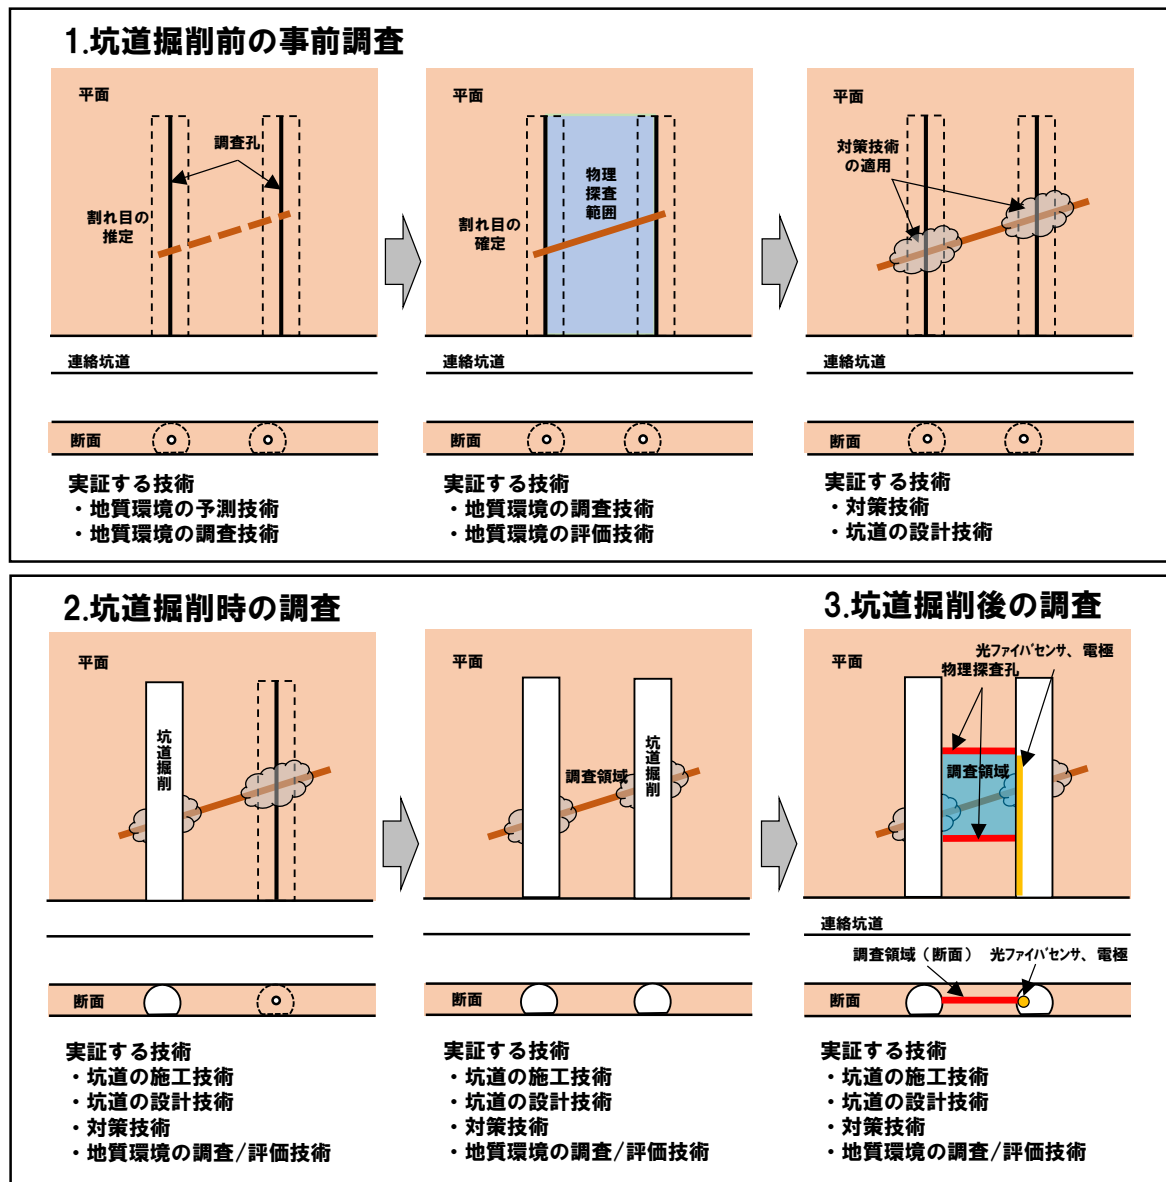 1.坑道掘削前の事前調査
平面
調査孔
割れ目の
推定
連絡坑道
断面
実証する技術
・地質環境の予測技術
・地質環境の調査技術
平面
物理
探査
範囲
割れ目の
確定
断面
実証する技術
・地質環境の調査技術
・地質環境の評価技術
平面
対策技術
の適用
断面
実証する技術
・対策技術
・坑道の設計技術
2.坑道掘削時の調査
平面
坑道掘削
断面
実証する技術
・坑道の施工技術
・坑道の設計技術
・対策技術
・地質環境の調査/評価技術
平面
調査領域
坑道掘削
断面
実証する技術
・坑道の施工技術
・坑道の設計技術
・対策技術
・地質環境の調査/評価技術
3.坑道掘削後の調査
平面
光ファイバセンサ、電極
物理探査孔
調査領域
連絡坑道
調査領域（断面）
光ファイバセンサ、電極
断面
実証する技術
・坑道の施工技術
・坑道の設計技術
・対策技術
・地質環境の調査/評価技術